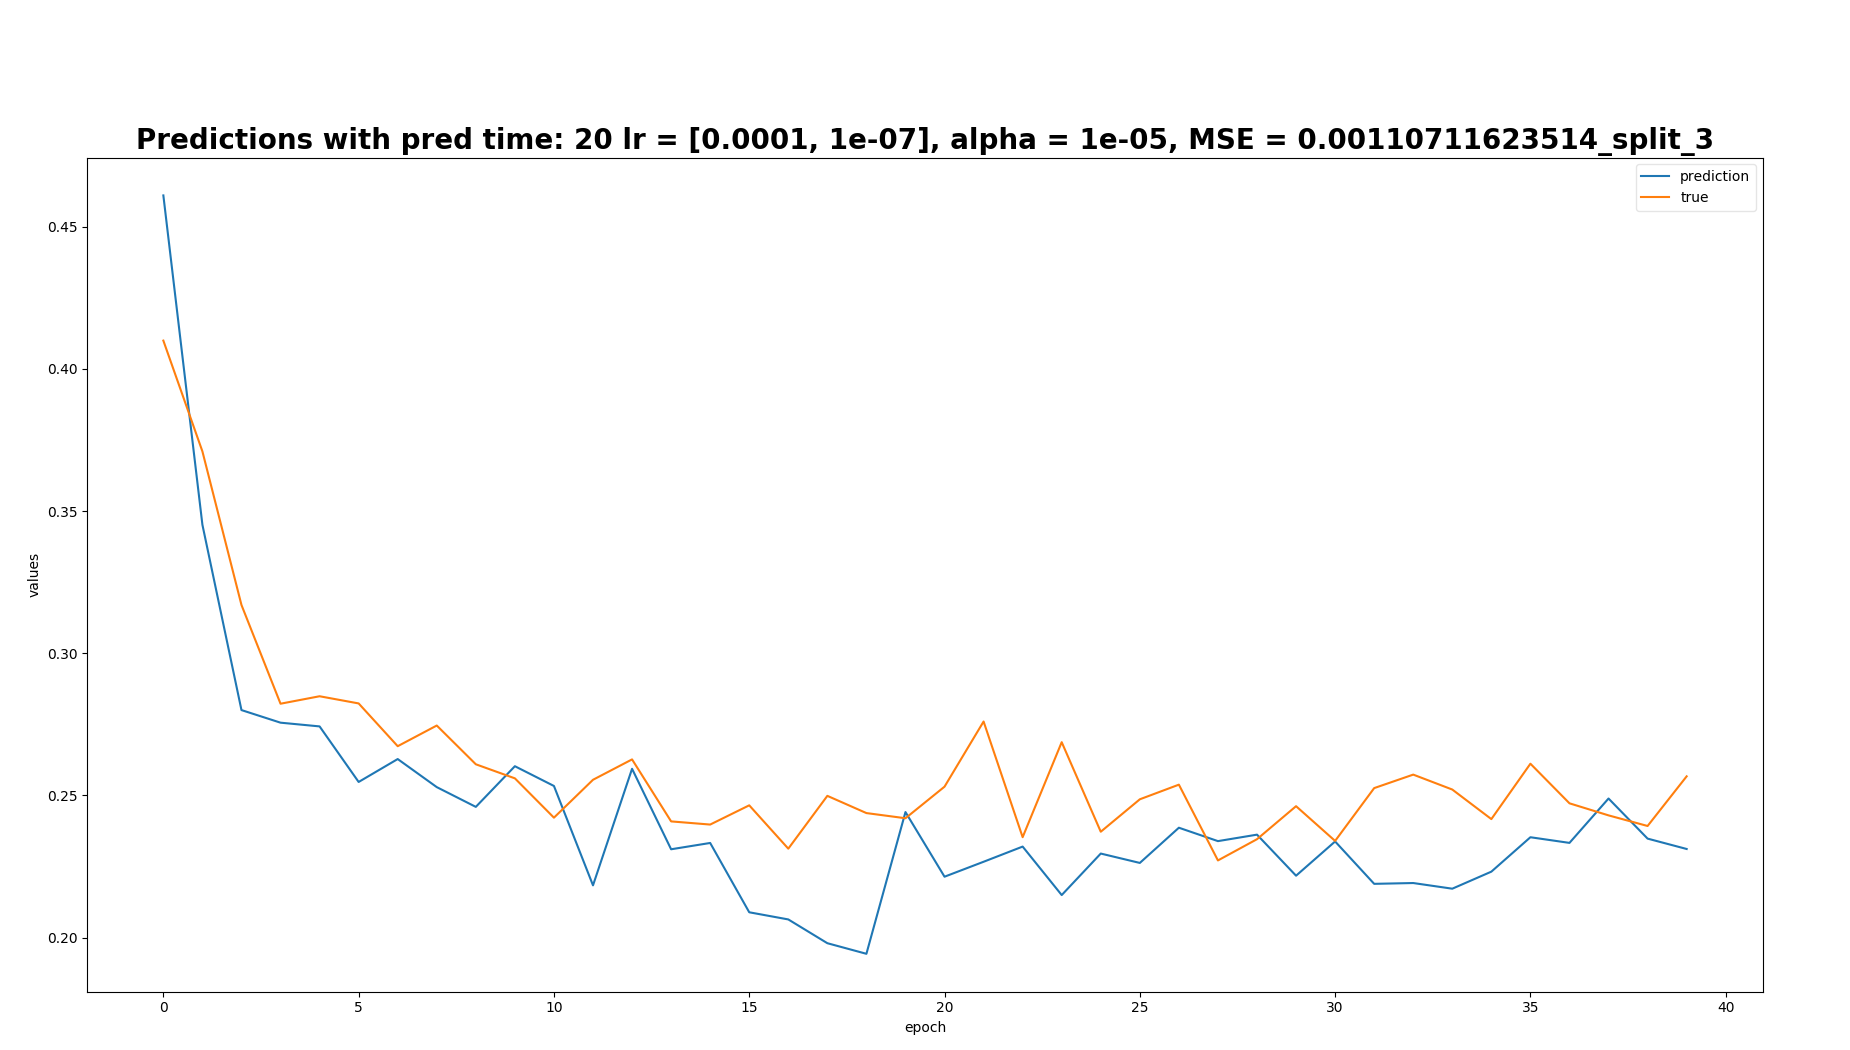 Predictions with pred time: 20 lr = [0.0001, 1e-07], alpha = 1e-05, MSE = 0.00110711623514_split_3
prediction
true
0.45
0.40
0.35
0.30
0.25
0.20
values
0 5 10 15 20 25 30 35 40
epoch